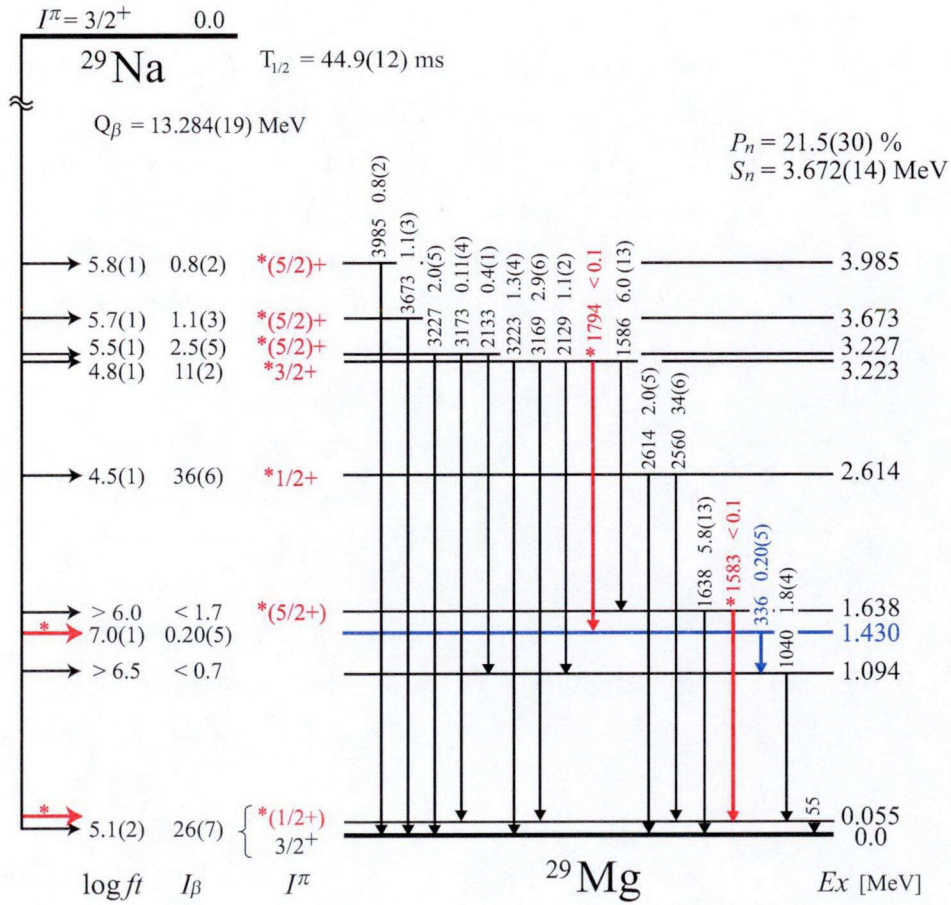 I^π = 3/2⁺ 0.0
²⁹Na T₁/₂ = 44.9(12) ms
Q_β = 13.284(19) MeV
P_n = 21.5(30) %
S_n = 3.672(14) MeV
3985 0.8(2)
3673 1.1(3)
3227 2.0(5)
3173 0.11(4)
2133 0.4(1)
3223 1.3(4)
3169 2.9(6)
2129 1.1(2)
*1794 < 0.1
1586 6.0 (13)
2614 2.0(5)
2560 34(6)
1638 5.8(13)
*1583 < 0.1
336 0.20(5)
1040 1.8(4)
55
5.8(1) 0.8(2) *(5/2)+ 3.985
5.7(1) 1.1(3) *(5/2)+ 3.673
5.5(1) 2.5(5) *(5/2)+ 3.227
4.8(1) 11(2) *3/2+ 3.223
4.5(1) 36(6) *1/2+ 2.614
> 6.0 < 1.7 *(5/2+) 1.638
* 7.0(1) 0.20(5) 1.430
> 6.5 < 0.7 1.094
* *(1/2+) 0.055
5.1(2) 26(7) { 3/2⁺ 0.0
log ft I_β I^π ²⁹Mg Ex [MeV]